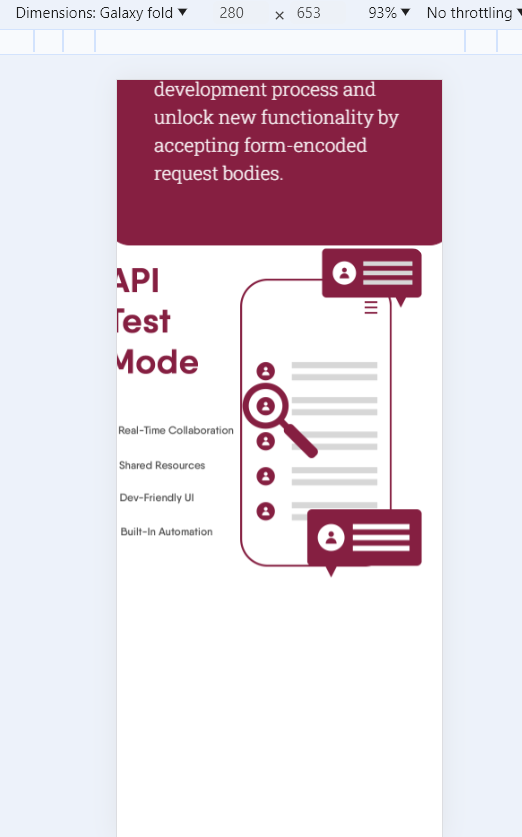 Dimensions: Galaxy fold ▼ 280 × 653 93% ▼ No throttling
development process and
unlock new functionality by
accepting form-encoded
request bodies.
API
Test
Mode
Real-Time Collaboration
Shared Resources
Dev-Friendly UI
Built-In Automation